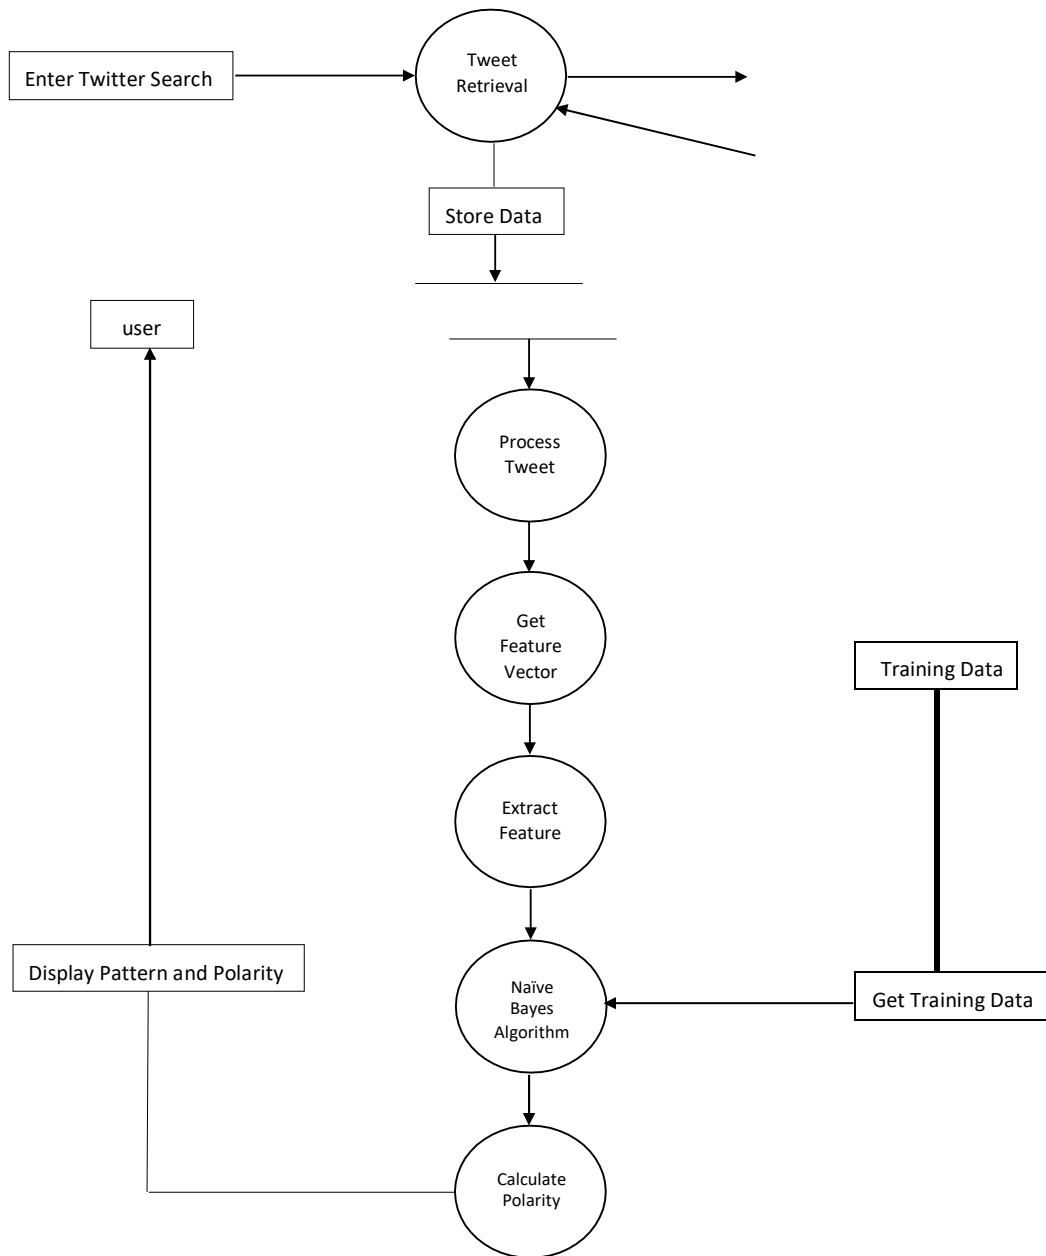 Tweet
Retrieval
Enter Twitter Search
Store Data
user
Process
Tweet
Get
Feature
Vector
Training Data
Extract
Feature
Display Pattern and Polarity
Naïve
Bayes
Algorithm
Get Training Data
Calculate
Polarity